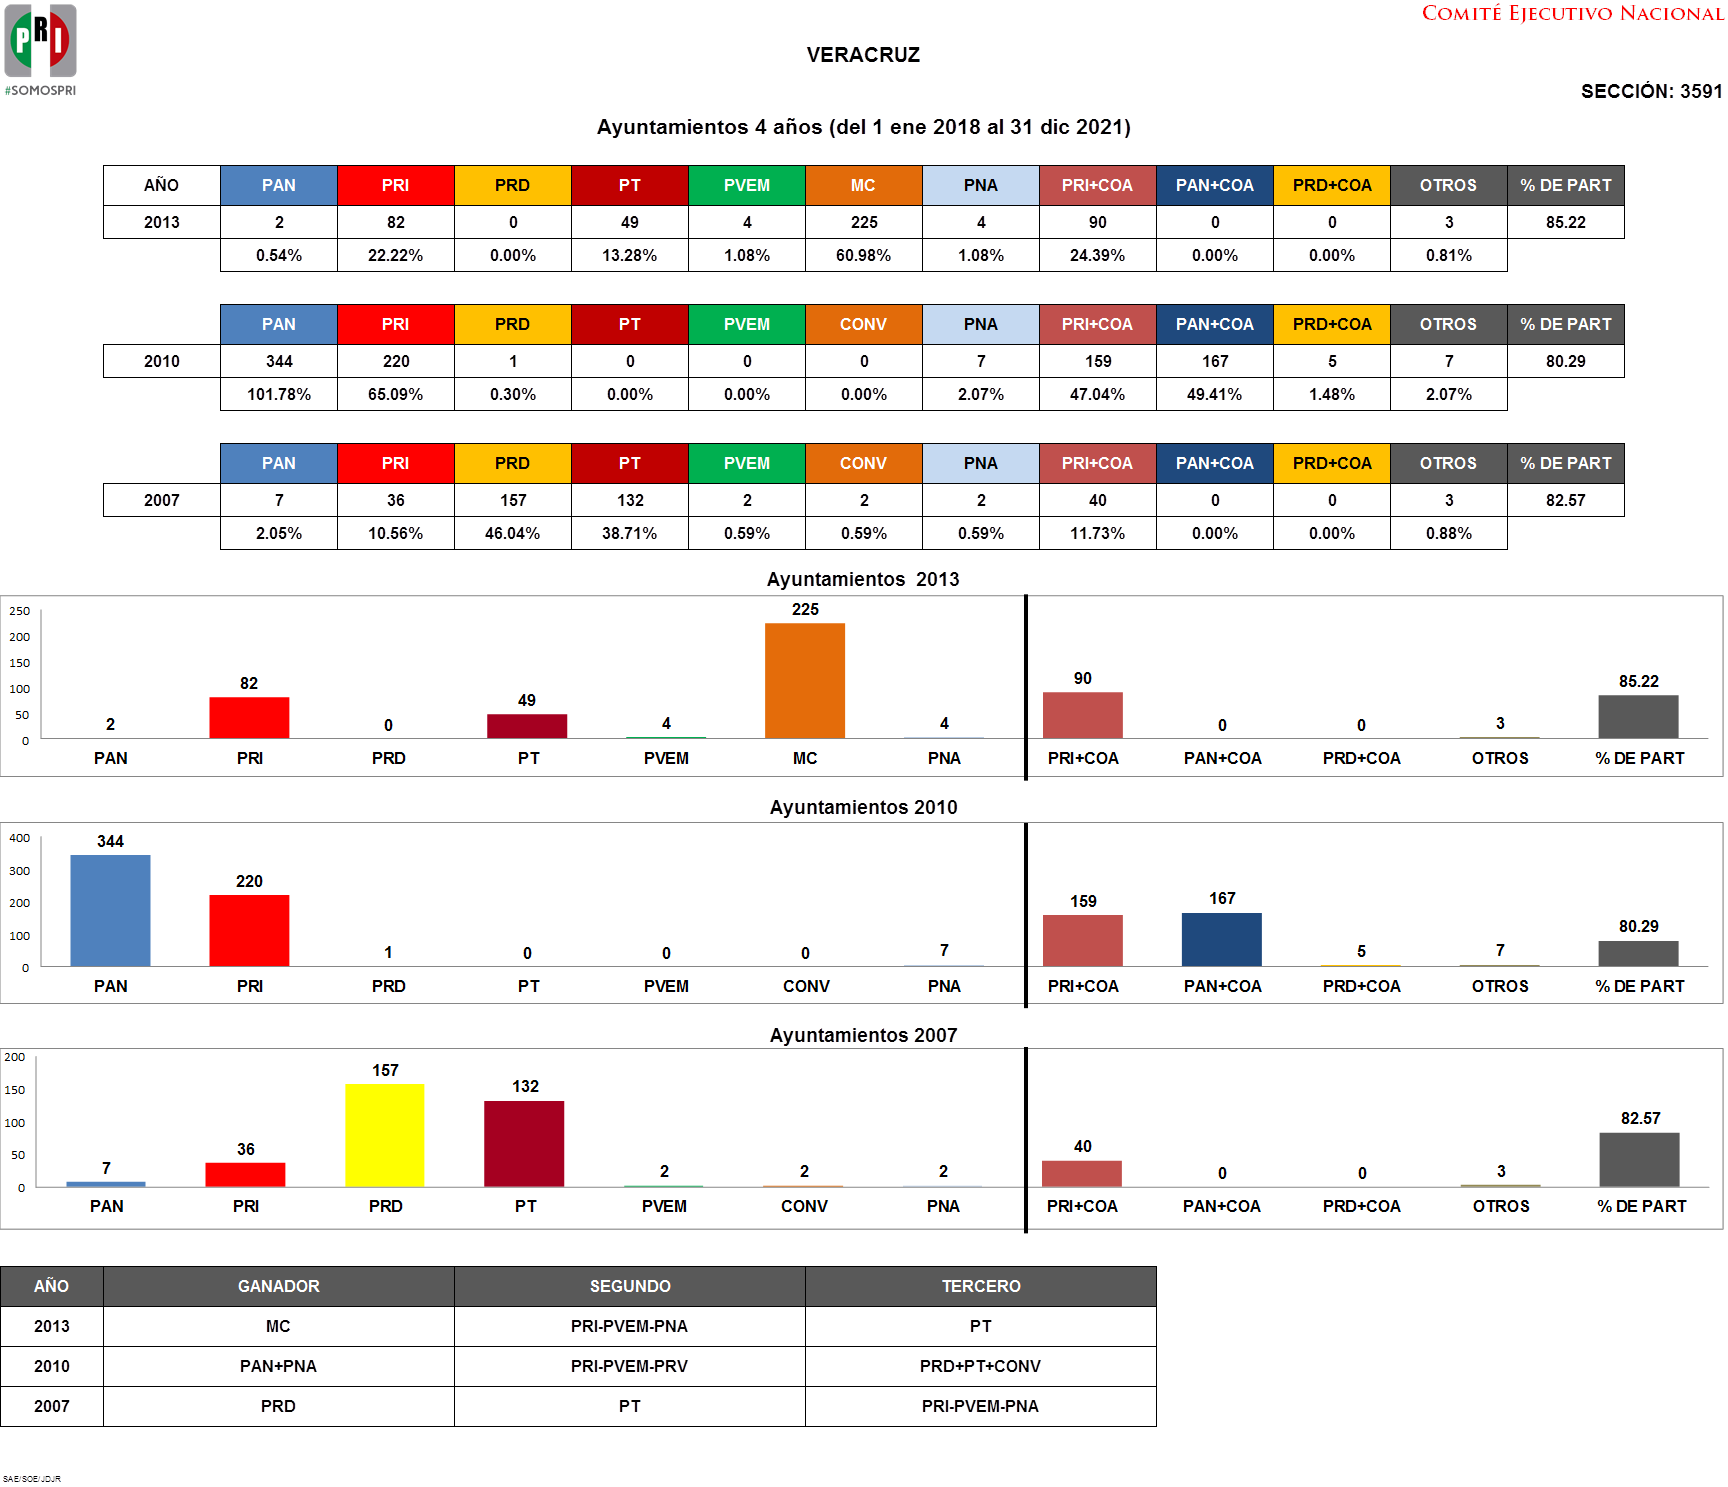 COMITÉ EJECUTIVO NACIONAL
PRI
#SOMOSPRI
VERACRUZ
SECCIÓN: 3591
Ayuntamientos 4 años (del 1 ene 2018 al 31 dic 2021)
AÑO PAN PRI PRD PT PVEM MC PNA PRI+COA PAN+COA PRD+COA OTROS % DE PART
2013 2 82 0 49 4 225 4 90 0 0 3 85.22
0.54% 22.22% 0.00% 13.28% 1.08% 60.98% 1.08% 24.39% 0.00% 0.00% 0.81%
PAN PRI PRD PT PVEM CONV PNA PRI+COA PAN+COA PRD+COA OTROS % DE PART
2010 344 220 1 0 0 0 7 159 167 5 7 80.29
101.78% 65.09% 0.30% 0.00% 0.00% 0.00% 2.07% 47.04% 49.41% 1.48% 2.07%
PAN PRI PRD PT PVEM CONV PNA PRI+COA PAN+COA PRD+COA OTROS % DE PART
2007 7 36 157 132 2 2 2 40 0 0 3 82.57
2.05% 10.56% 46.04% 38.71% 0.59% 0.59% 0.59% 11.73% 0.00% 0.00% 0.88%
Ayuntamientos 2013
250
200
150
100
50
0
2 82 0 49 4 225 4 90 0 0 3 85.22
PAN PRI PRD PT PVEM MC PNA PRI+COA PAN+COA PRD+COA OTROS % DE PART
Ayuntamientos 2010
400
300
200
100
0
344 220 1 0 0 0 7 159 167 5 7 80.29
PAN PRI PRD PT PVEM CONV PNA PRI+COA PAN+COA PRD+COA OTROS % DE PART
Ayuntamientos 2007
200
150
100
50
0
7 36 157 132 2 2 2 40 0 0 3 82.57
PAN PRI PRD PT PVEM CONV PNA PRI+COA PAN+COA PRD+COA OTROS % DE PART
AÑO GANADOR SEGUNDO TERCERO
2013 MC PRI-PVEM-PNA PT
2010 PAN+PNA PRI-PVEM-PRV PRD+PT+CONV
2007 PRD PT PRI-PVEM-PNA
SAE/SOE/JDJR